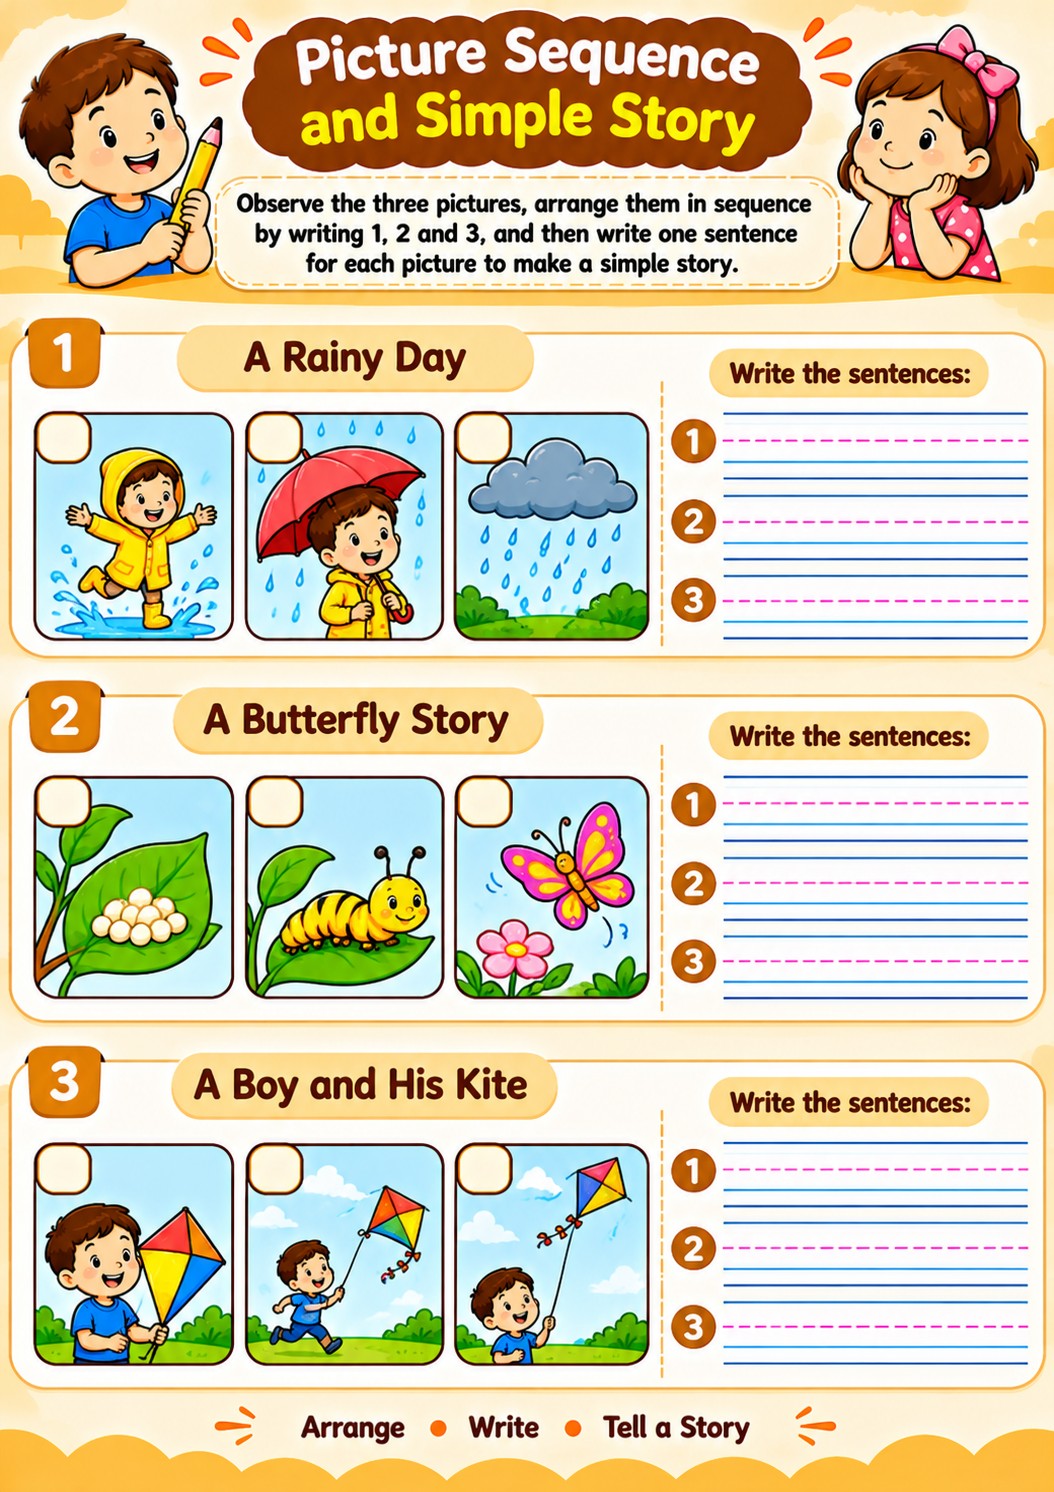 Picture Sequence
and Simple Story
Observe the three pictures, arrange them in sequence
by writing 1, 2 and 3, and then write one sentence
for each picture to make a simple story.
1
A Rainy Day
Write the sentences:
1
2
3
2
A Butterfly Story
Write the sentences:
1
2
3
3
A Boy and His Kite
Write the sentences:
1
2
3
Arrange • Write • Tell a Story